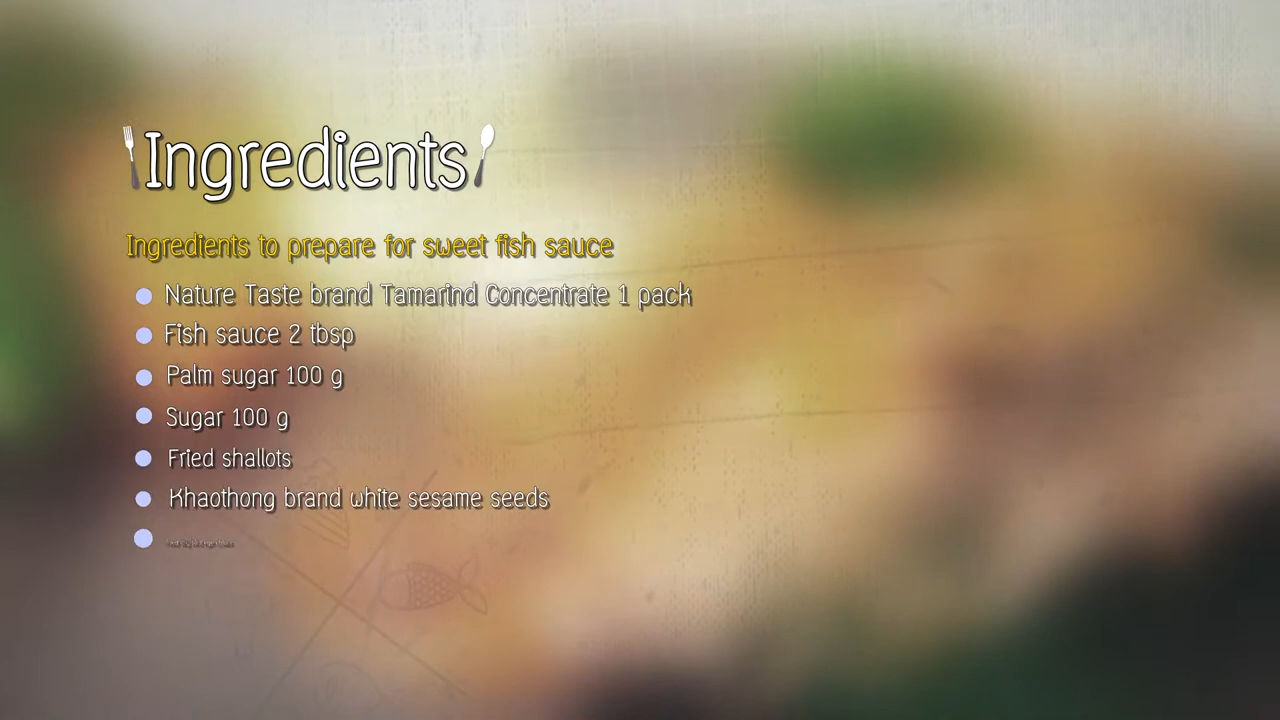 Ingredients
Ingredients to prepare for sweet fish sauce
Nature Taste brand Tamarind Concentrate 1 pack
Fish sauce 2 tbsp
Palm sugar 100 g
Sugar 100 g
Fried shallots
Khaothong brand white sesame seeds